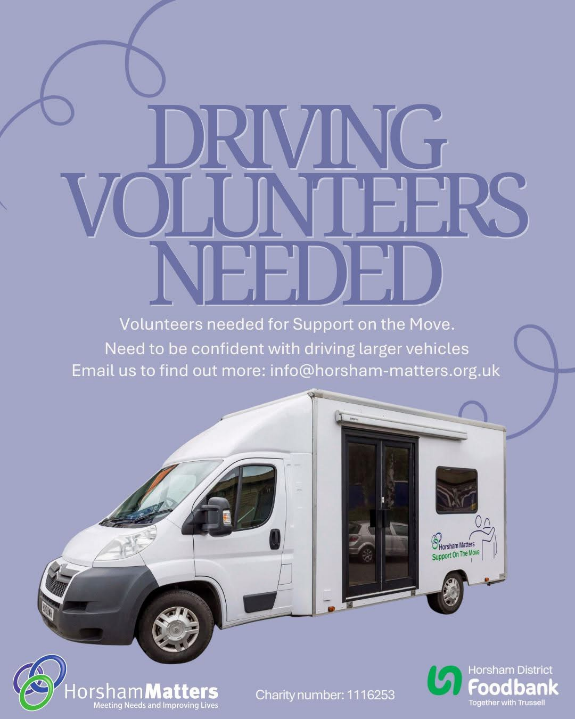 DRIVING
VOLUNTEERS
NEEDED
Volunteers needed for Support on the Move.
Need to be confident with driving larger vehicles
Email us to find out more: info@horsham-matters.org.uk
Horsham Matters
Support On The Move
HorshamMatters
Meeting Needs and Improving Lives
Charity number: 1116253
Horsham District
Foodbank
Together with Trussell